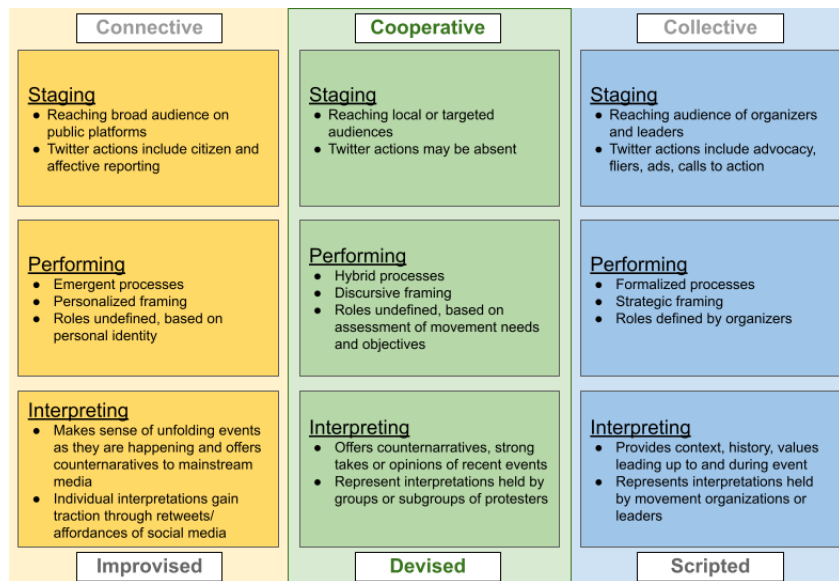 Connective
Cooperative
Collective
Staging
● Reaching broad audience on
public platforms
● Twitter actions include citizen and
affective reporting
Staging
● Reaching local or targeted
audiences
● Twitter actions may be absent
Staging
● Reaching audience of organizers
and leaders
● Twitter actions include advocacy,
fliers, ads, calls to action
Performing
● Emergent processes
● Personalized framing
● Roles undefined, based on
personal identity
Performing
● Hybrid processes
● Discursive framing
● Roles undefined, based on
assessment of movement needs
and objectives
Performing
● Formalized processes
● Strategic framing
● Roles defined by organizers
Interpreting
● Makes sense of unfolding events
as they are happening and offers
counternaratives to mainstream
media
● Individual interpretations gain
traction through retweets/
affordances of social media
Interpreting
● Offers counternarratives, strong
takes or opinions of recent events
● Represent interpretations held by
groups or subgroups of protesters
Interpreting
● Provides context, history, values
leading up to and during event
● Represents interpretations held
by movement organizations or
leaders
Improvised
Devised
Scripted